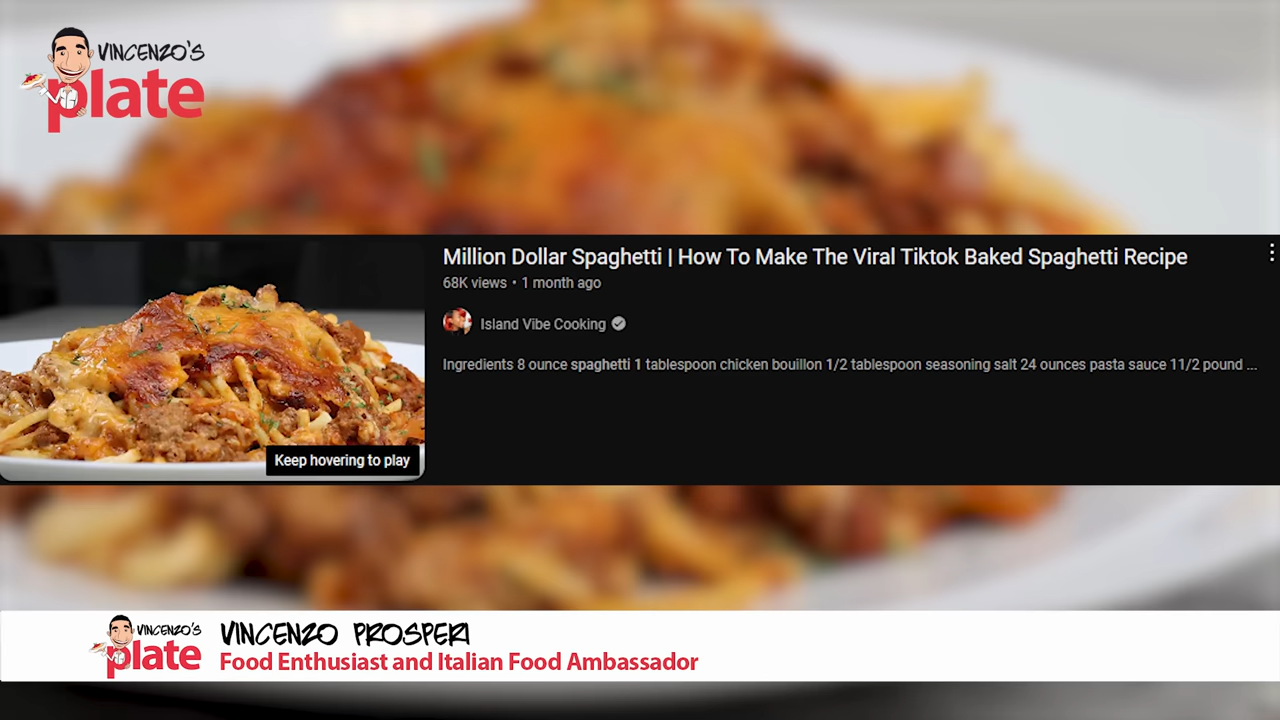 VINCENZO'S
plate
Million Dollar Spaghetti | How To Make The Viral Tiktok Baked Spaghetti Recipe
68K views • 1 month ago
Island Vibe Cooking
Ingredients 8 ounce spaghetti 1 tablespoon chicken bouillon 1/2 tablespoon seasoning salt 24 ounces pasta sauce 11/2 pound ...
Keep hovering to play
VINCENZO'S
plate
VINCENZO PROSPERI
Food Enthusiast and Italian Food Ambassador